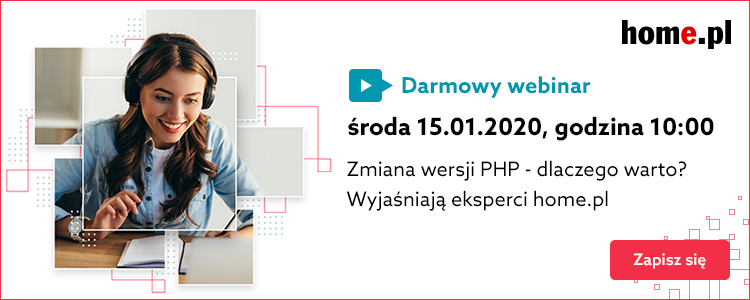 home.pl
Darmowy webinar
środa 15.01.2020, godzina 10:00
Zmiana wersji PHP - dlaczego warto?
Wyjaśniają eksperci home.pl
Zapisz się